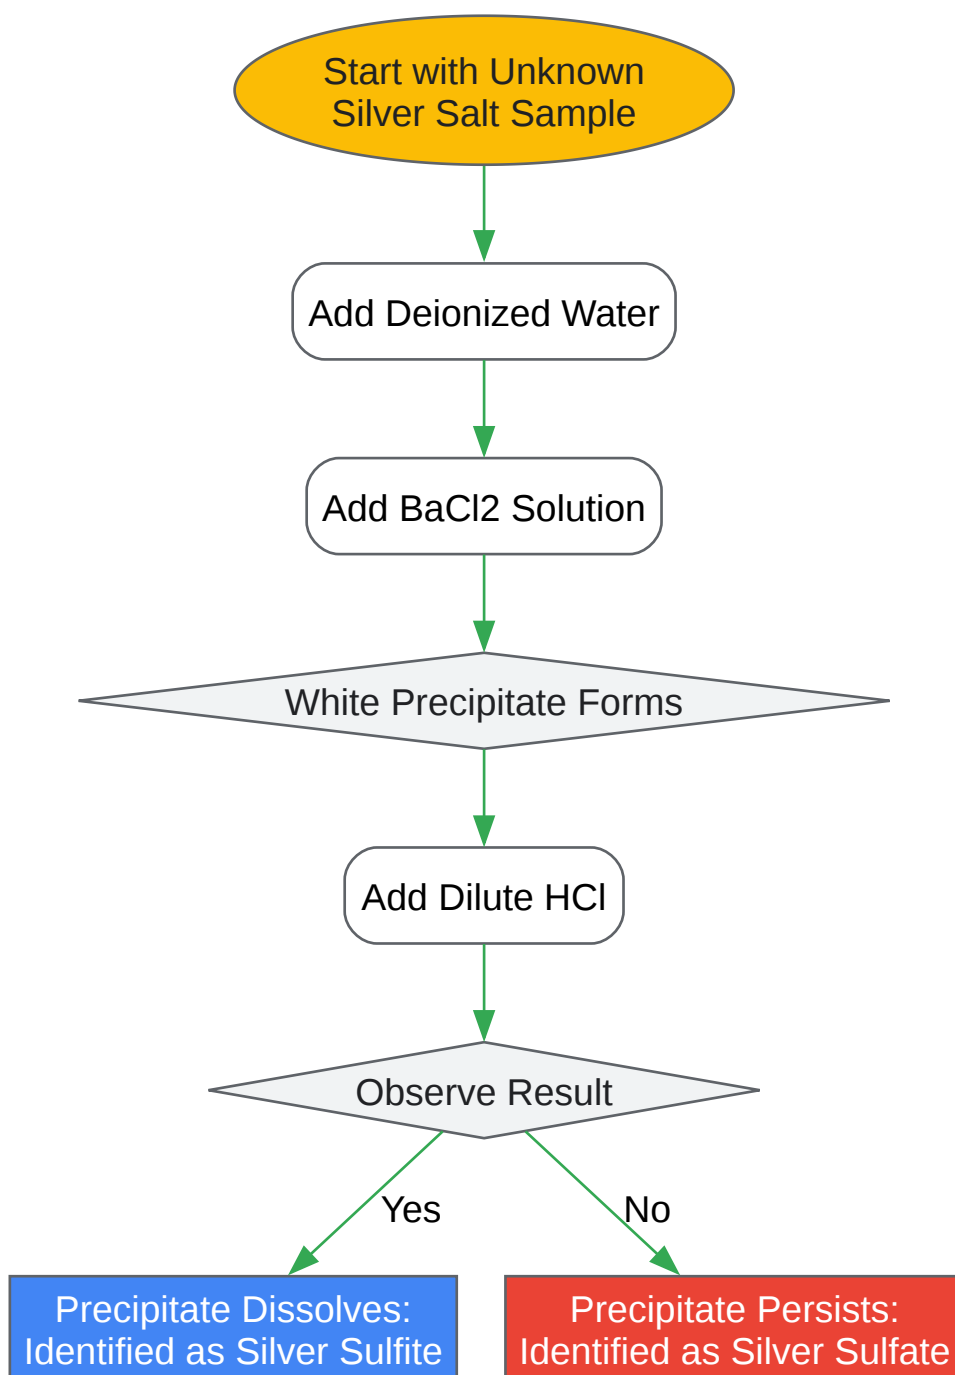 Start with Unknown
Silver Salt Sample
Add Deionized Water
Add BaCl2 Solution
White Precipitate Forms
Add Dilute HCl
Observe Result
Yes
No
Precipitate Dissolves:
Identified as Silver Sulfite
Precipitate Persists:
Identified as Silver Sulfate